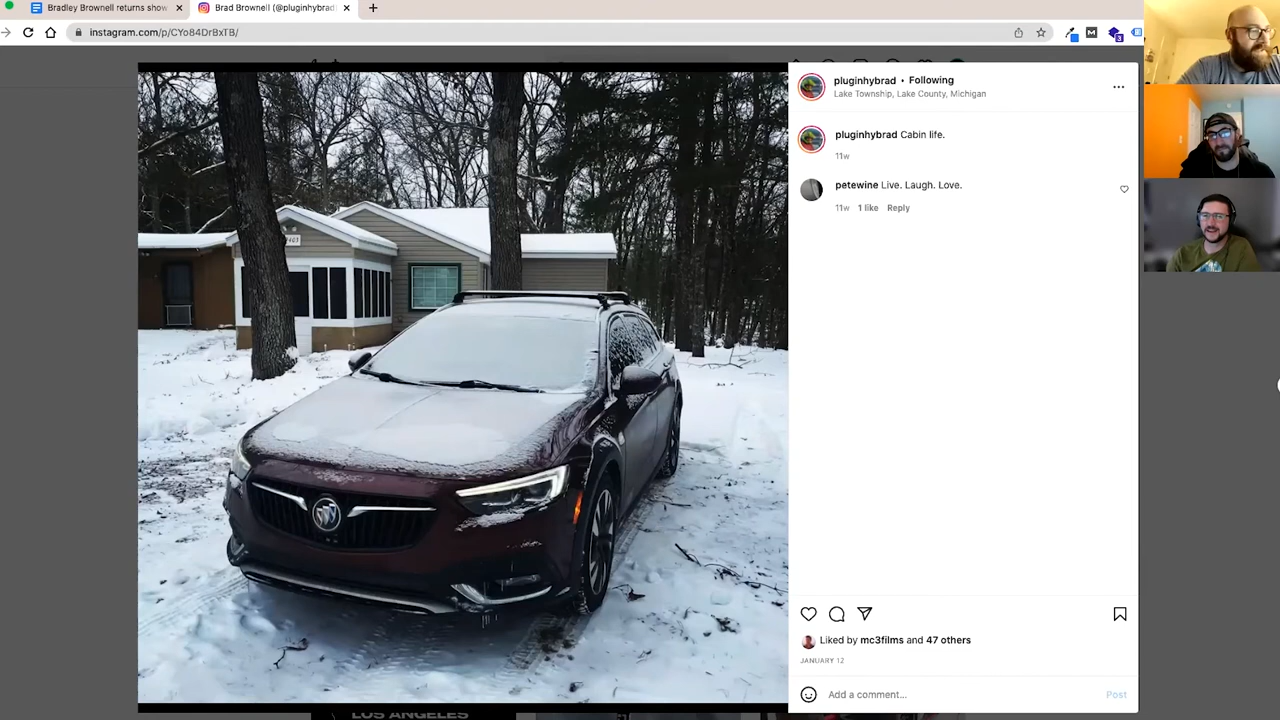 Bradley Brownell returns show
Brad Brownell (@pluginhybrad
instagram.com/p/CYo84DrBxTB/
pluginhybrad • Following
Lake Township, Lake County, Michigan
pluginhybrad Cabin life.
11w
petewine Live. Laugh. Love.
11w 1 like Reply
Liked by mc3films and 47 others
JANUARY 12
Add a comment...
Post
LOS ANGELES